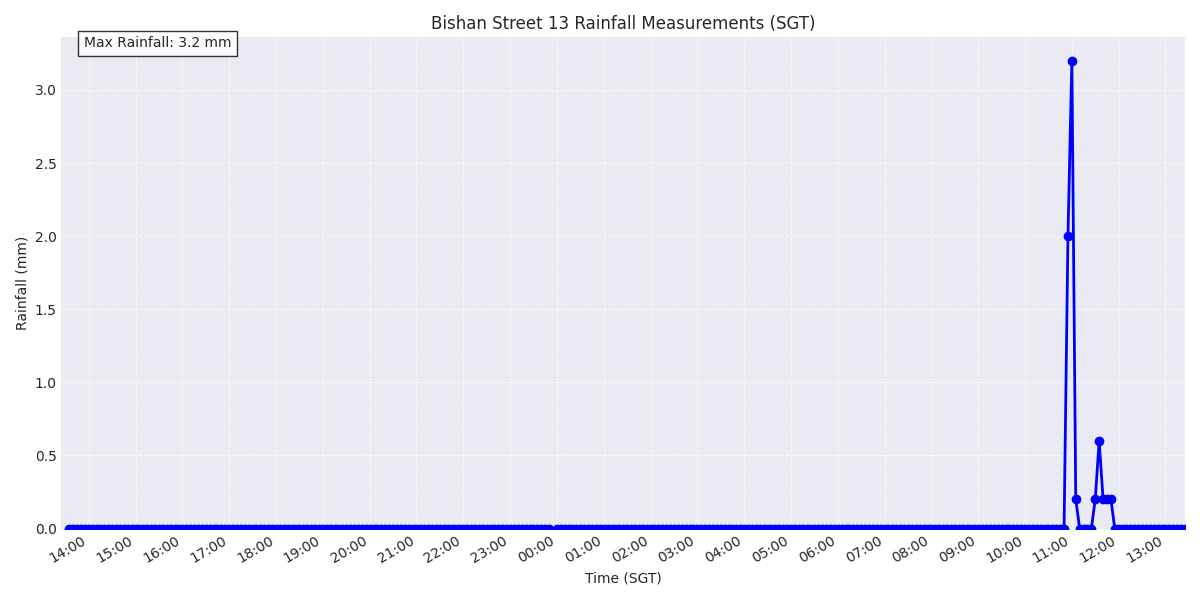 Bishan Street 13 Rainfall Measurements (SGT)
Max Rainfall: 3.2 mm
Rainfall (mm)
3.0
2.5
2.0
1.5
1.0
0.5
0.0
14:00 15:00 16:00 17:00 18:00 19:00 20:00 21:00 22:00 23:00 00:00 01:00 02:00 03:00 04:00 05:00 06:00 07:00 08:00 09:00 10:00 11:00 12:00 13:00
Time (SGT)